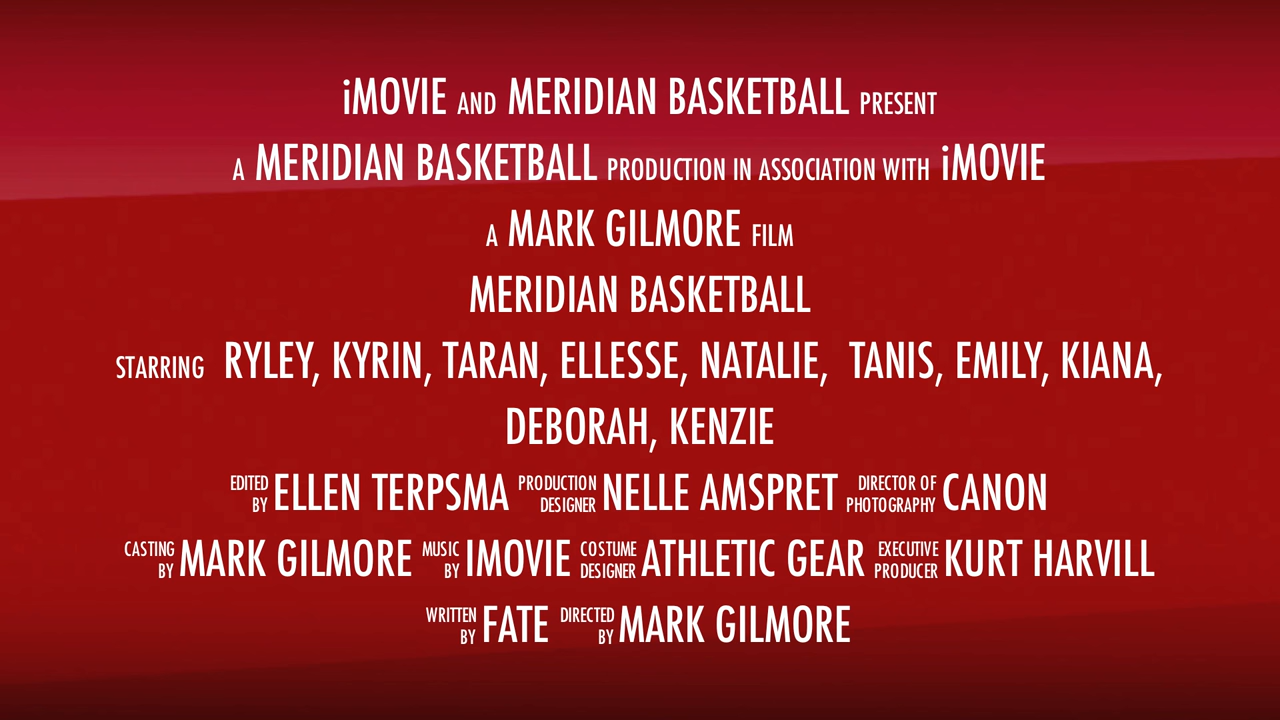 iMOVIE AND MERIDIAN BASKETBALL PRESENT
A MERIDIAN BASKETBALL PRODUCTION IN ASSOCIATION WITH iMOVIE
A MARK GILMORE FILM
MERIDIAN BASKETBALL
STARRING RYLEY, KYRIN, TARAN, ELLESSE, NATALIE, TANIS, EMILY, KIANA,
DEBORAH, KENZIE
EDITED BY ELLEN TERPSMA PRODUCTION DESIGNER NELLE AMSPRET DIRECTOR OF PHOTOGRAPHY CANON
CASTING BY MARK GILMORE MUSIC BY IMOVIE COSTUME DESIGNER ATHLETIC GEAR EXECUTIVE PRODUCER KURT HARVILL
WRITTEN BY FATE DIRECTED BY MARK GILMORE